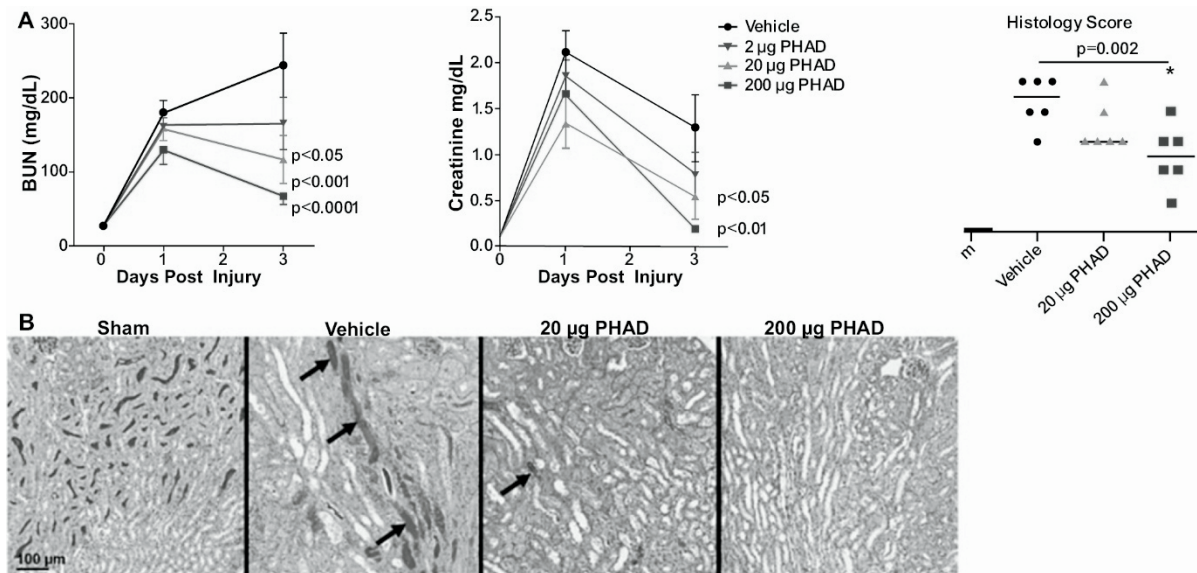 A
BUN (mg/dL)
300
200
100
0
0
1
2
3
Days Post Injury
p<0.05
p<0.001
p<0.0001
Creatinine mg/dL
2.5
2.0
1.5
1.0
0.5
0.0
0
1
2
3
Days Post Injury
p<0.05
p<0.01
Vehicle
2 µg PHAD
20 µg PHAD
200 µg PHAD
Histology Score
p=0.002
*
m
Vehicle
20 µg PHAD
200 µg PHAD
B
Sham
Vehicle
20 µg PHAD
200 µg PHAD
100 µm